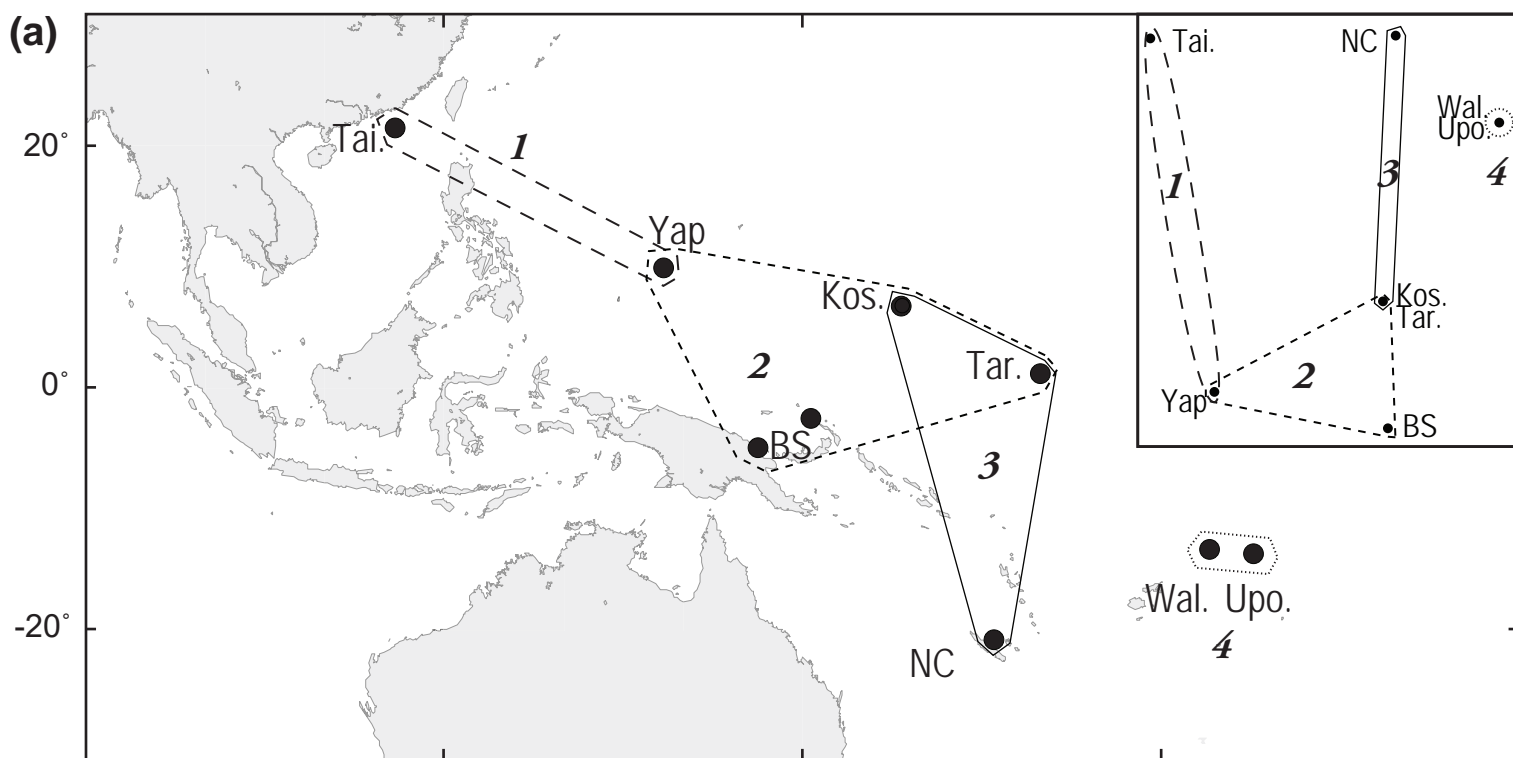 (a)
Tai.
NC
1
Wal.
Upo.
20°
Tai.
3
4
1
Yap
Kos.
Kos.
Tar.
2
2
Tar.
0°
Yap
BS
BS
3
Wal. Upo.
-20°
4
NC